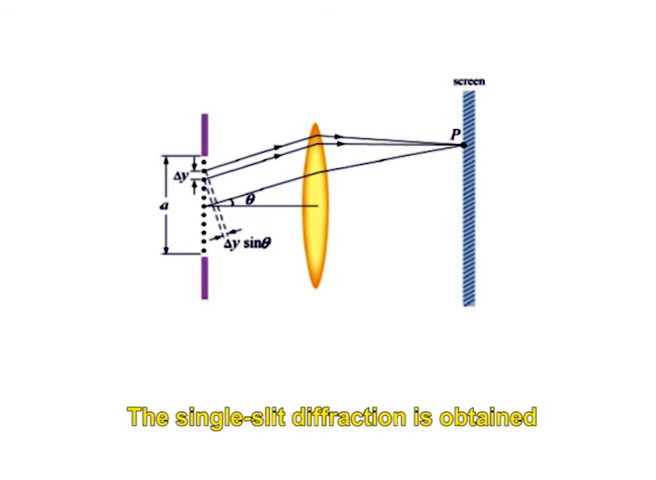 screen
P
Δy
θ
a
Δy sinθ
The single-slit diffraction is obtained